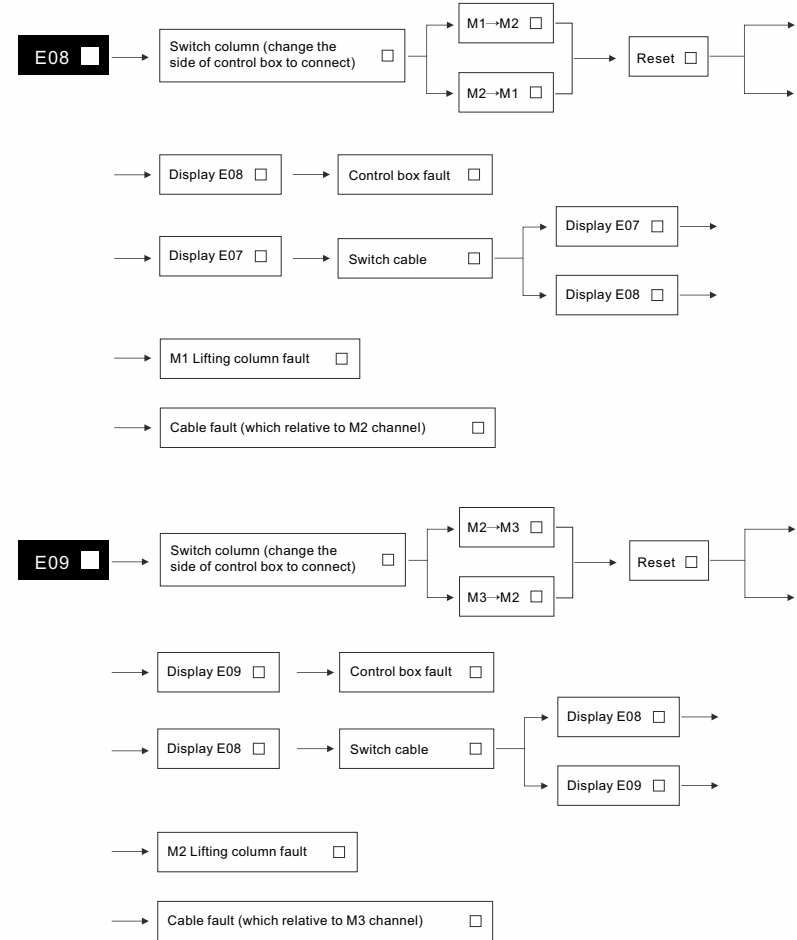 E08
Switch column (change the
side of control box to connect)
M1→M2
M2→M1
Reset
Display E08
Control box fault
Display E07
Switch cable
Display E07
Display E08
M1 Lifting column fault
Cable fault (which relative to M2 channel)
E09
Switch column (change the
side of control box to connect)
M2→M3
M3→M2
Reset
Display E09
Control box fault
Display E08
Switch cable
Display E08
Display E09
M2 Lifting column fault
Cable fault (which relative to M3 channel)